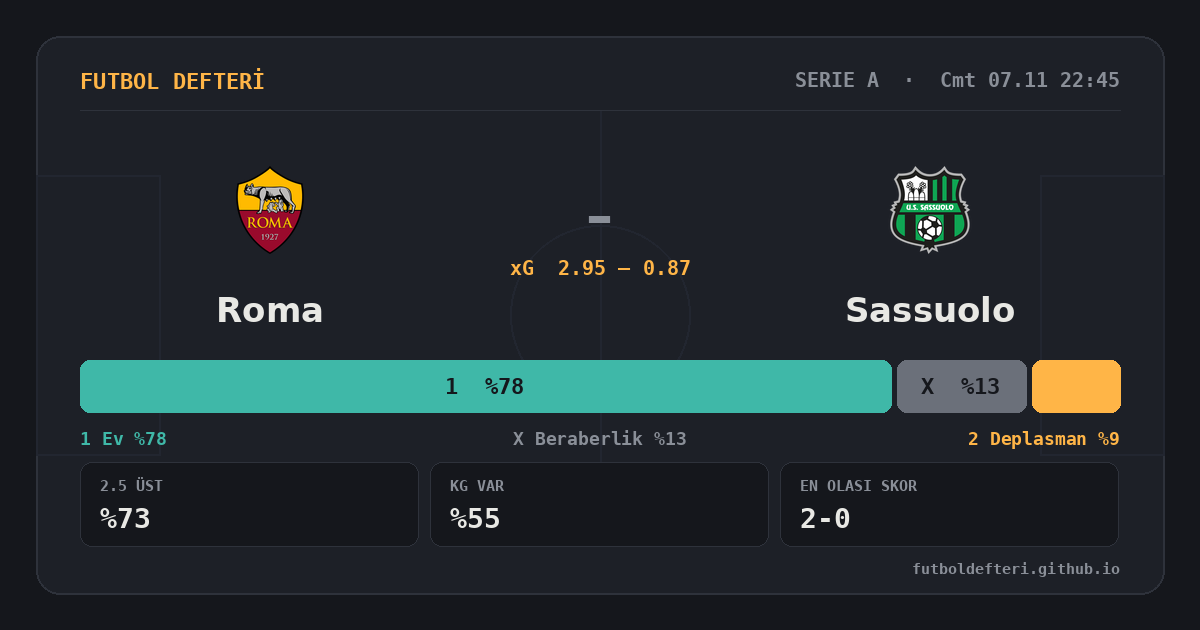 FUTBOL DEFTERİ
SERIE A · Cmt 07.11 22:45
ROMA
1927
U.S. SASSUOLO
–
xG 2.95 – 0.87
Roma
Sassuolo
1 %78
X %13
1 Ev %78
X Beraberlik %13
2 Deplasman %9
2.5 ÜST
%73
KG VAR
%55
EN OLASI SKOR
2-0
futboldefteri.github.io